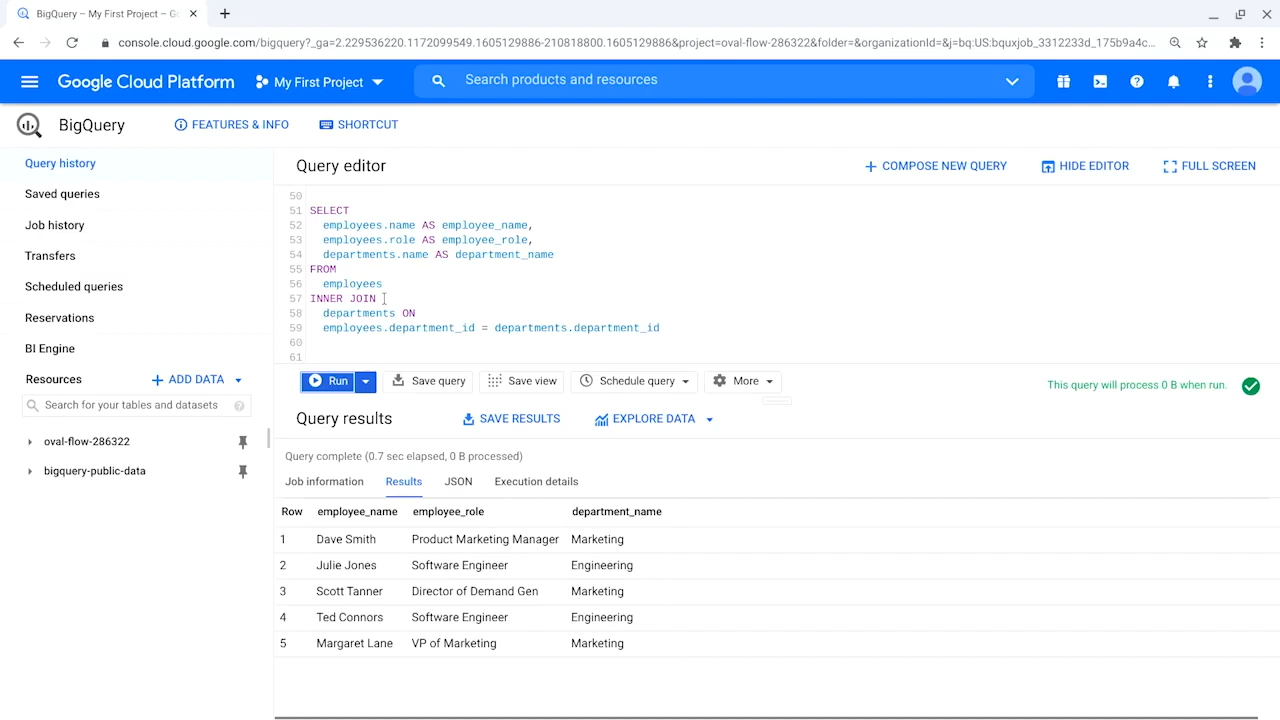 BigQuery – My First Project – Go
console.cloud.google.com/bigquery?_ga=2.229536220.1172099549.1605129886-210818800.1605129886&project=oval-flow-286322&folder=&organizationId=&j=bq:US:bquxjob_3312233d_175b9a4c...
Google Cloud Platform My First Project Search products and resources
BigQuery FEATURES & INFO SHORTCUT
Query history
Saved queries
Job history
Transfers
Scheduled queries
Reservations
BI Engine
Resources ADD DATA
Search for your tables and datasets ?
oval-flow-286322
bigquery-public-data
Query editor COMPOSE NEW QUERY HIDE EDITOR FULL SCREEN
50
51 SELECT
52 employees.name AS employee_name,
53 employees.role AS employee_role,
54 departments.name AS department_name
55 FROM
56 employees
57 INNER JOIN
58 departments ON
59 employees.department_id = departments.department_id
60
61
Run Save query Save view Schedule query More This query will process 0 B when run.
Query results SAVE RESULTS EXPLORE DATA
Query complete (0.7 sec elapsed, 0 B processed)
Job information Results JSON Execution details
Row employee_name employee_role department_name
1 Dave Smith Product Marketing Manager Marketing
2 Julie Jones Software Engineer Engineering
3 Scott Tanner Director of Demand Gen Marketing
4 Ted Connors Software Engineer Engineering
5 Margaret Lane VP of Marketing Marketing